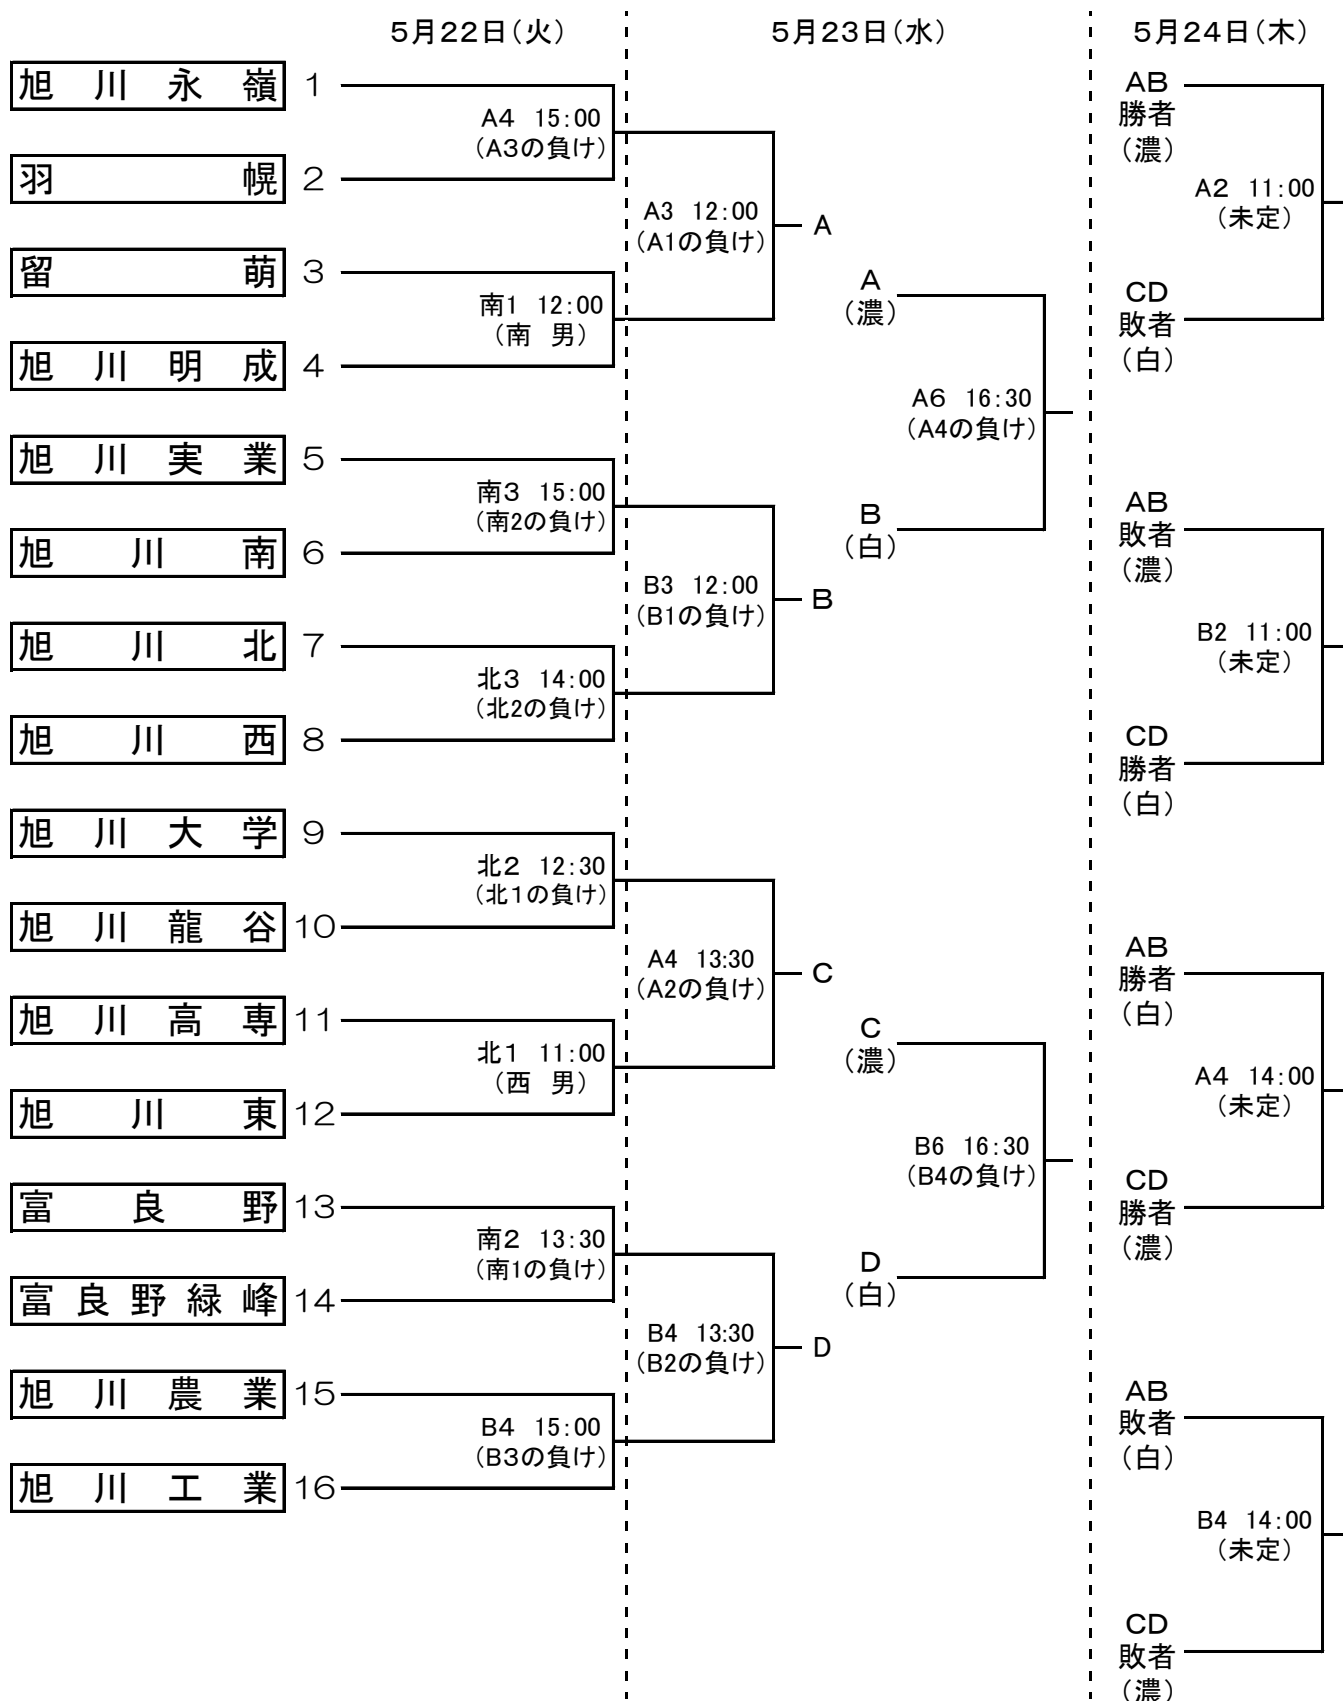 5月22日(火)
5月23日(水)
5月24日(木)
旭川永嶺 1
A4 15:00
(A3の負け)
羽幌 2
留萌 3
南1 12:00
(南 男)
旭川明成 4
旭川実業 5
南3 15:00
(南2の負け)
旭川南 6
旭川北 7
北3 14:00
(北2の負け)
旭川西 8
旭川大学 9
北2 12:30
(北1の負け)
旭川龍谷 10
旭川高専 11
北1 11:00
(西 男)
旭川東 12
富良野 13
南2 13:30
(南1の負け)
富良野緑峰 14
旭川農業 15
B4 15:00
(B3の負け)
旭川工業 16
A3 12:00
(A1の負け)
A
B3 12:00
(B1の負け)
B
A4 13:30
(A2の負け)
C
B4 13:30
(B2の負け)
D
A
(濃)
A6 16:30
(A4の負け)
B
(白)
C
(濃)
B6 16:30
(B4の負け)
D
(白)
AB
勝者
(濃)
A2 11:00
(未定)
CD
敗者
(白)
AB
敗者
(濃)
B2 11:00
(未定)
CD
勝者
(白)
AB
勝者
(白)
A4 14:00
(未定)
CD
勝者
(濃)
AB
敗者
(白)
B4 14:00
(未定)
CD
敗者
(濃)